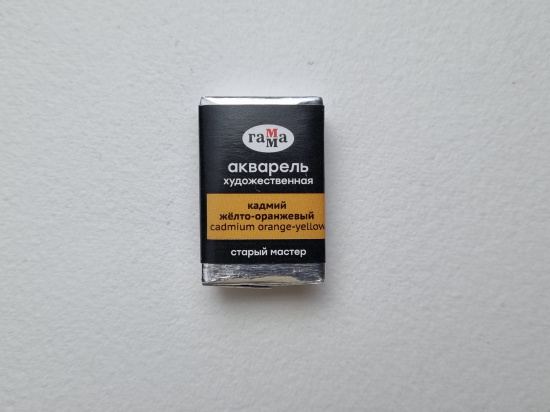 гамма
акварель
художественная
кадмий
жёлто-оранжевый
cadmium orange-yellow
старый мастер